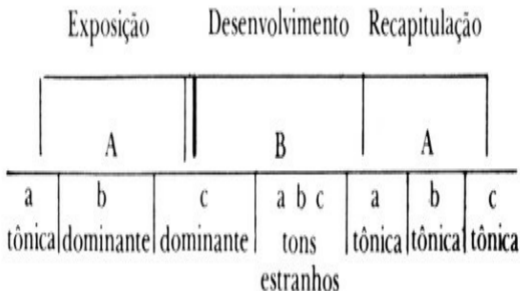 Exposição Desenvolvimento Recapitulação
A B A
a b c a b c a b c
tônica dominante dominante tons tônica tônica tônica
estranhos